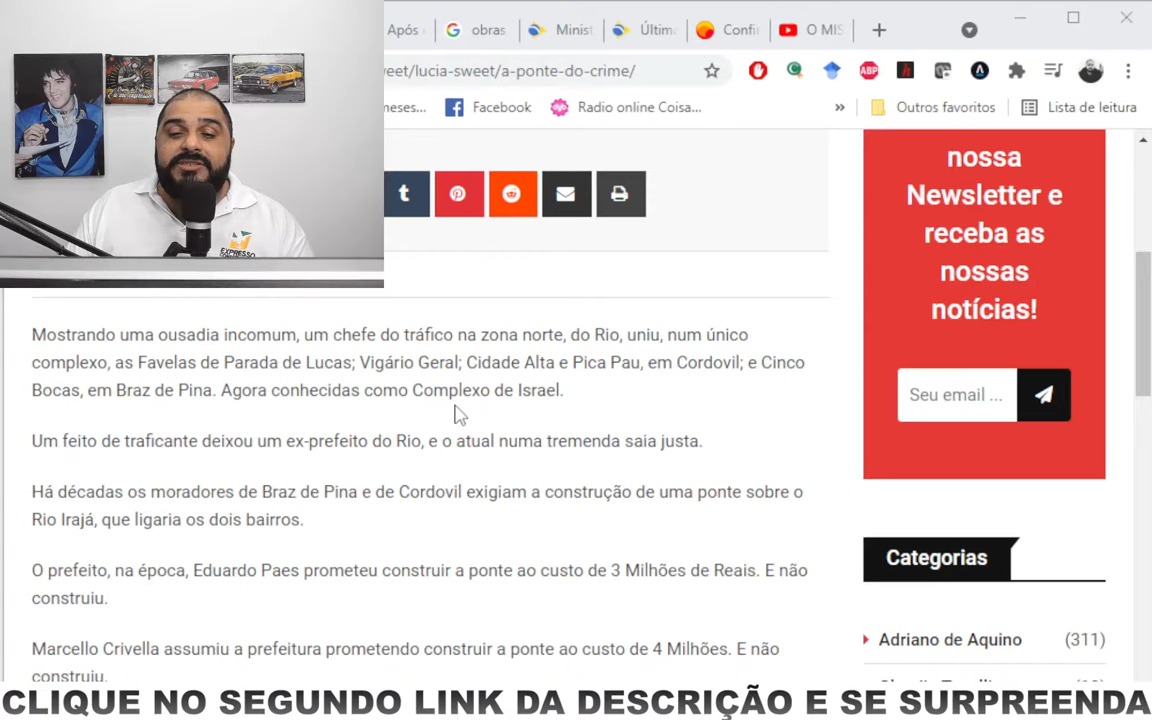 Após
obras
Minist
Últim
Confi
O MIS
weet/lucia-sweet/a-ponte-do-crime/
ABP
neses...
Facebook
Radio online Coisa...
»
Outros favoritos
Lista de leitura
EXPRESSO
nossa
Newsletter e
receba as
nossas
notícias!
Seu email ...
Mostrando uma ousadia incomum, um chefe do tráfico na zona norte, do Rio, uniu, num único
complexo, as Favelas de Parada de Lucas; Vigário Geral; Cidade Alta e Pica Pau, em Cordovil; e Cinco
Bocas, em Braz de Pina. Agora conhecidas como Complexo de Israel.
Um feito de traficante deixou um ex-prefeito do Rio, e o atual numa tremenda saia justa.
Há décadas os moradores de Braz de Pina e de Cordovil exigiam a construção de uma ponte sobre o
Rio Irajá, que ligaria os dois bairros.
O prefeito, na época, Eduardo Paes prometeu construir a ponte ao custo de 3 Milhões de Reais. E não
construiu.
Marcello Crivella assumiu a prefeitura prometendo construir a ponte ao custo de 4 Milhões. E não
construiu.
Categorias
Adriano de Aquino (311)
CLIQUE NO SEGUNDO LINK DA DESCRIÇÃO E SE SURPREENDA